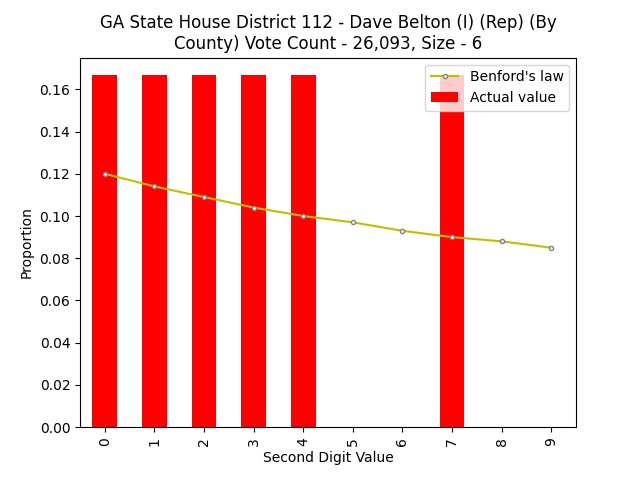 GA State House District 112 - Dave Belton (I) (Rep) (By
County) Vote Count - 26,093, Size - 6
Benford's law
Actual value
0.16
0.14
0.12
0.10
0.08
0.06
0.04
0.02
0.00
Proportion
0 1 2 3 4 5 6 7 8 9
Second Digit Value